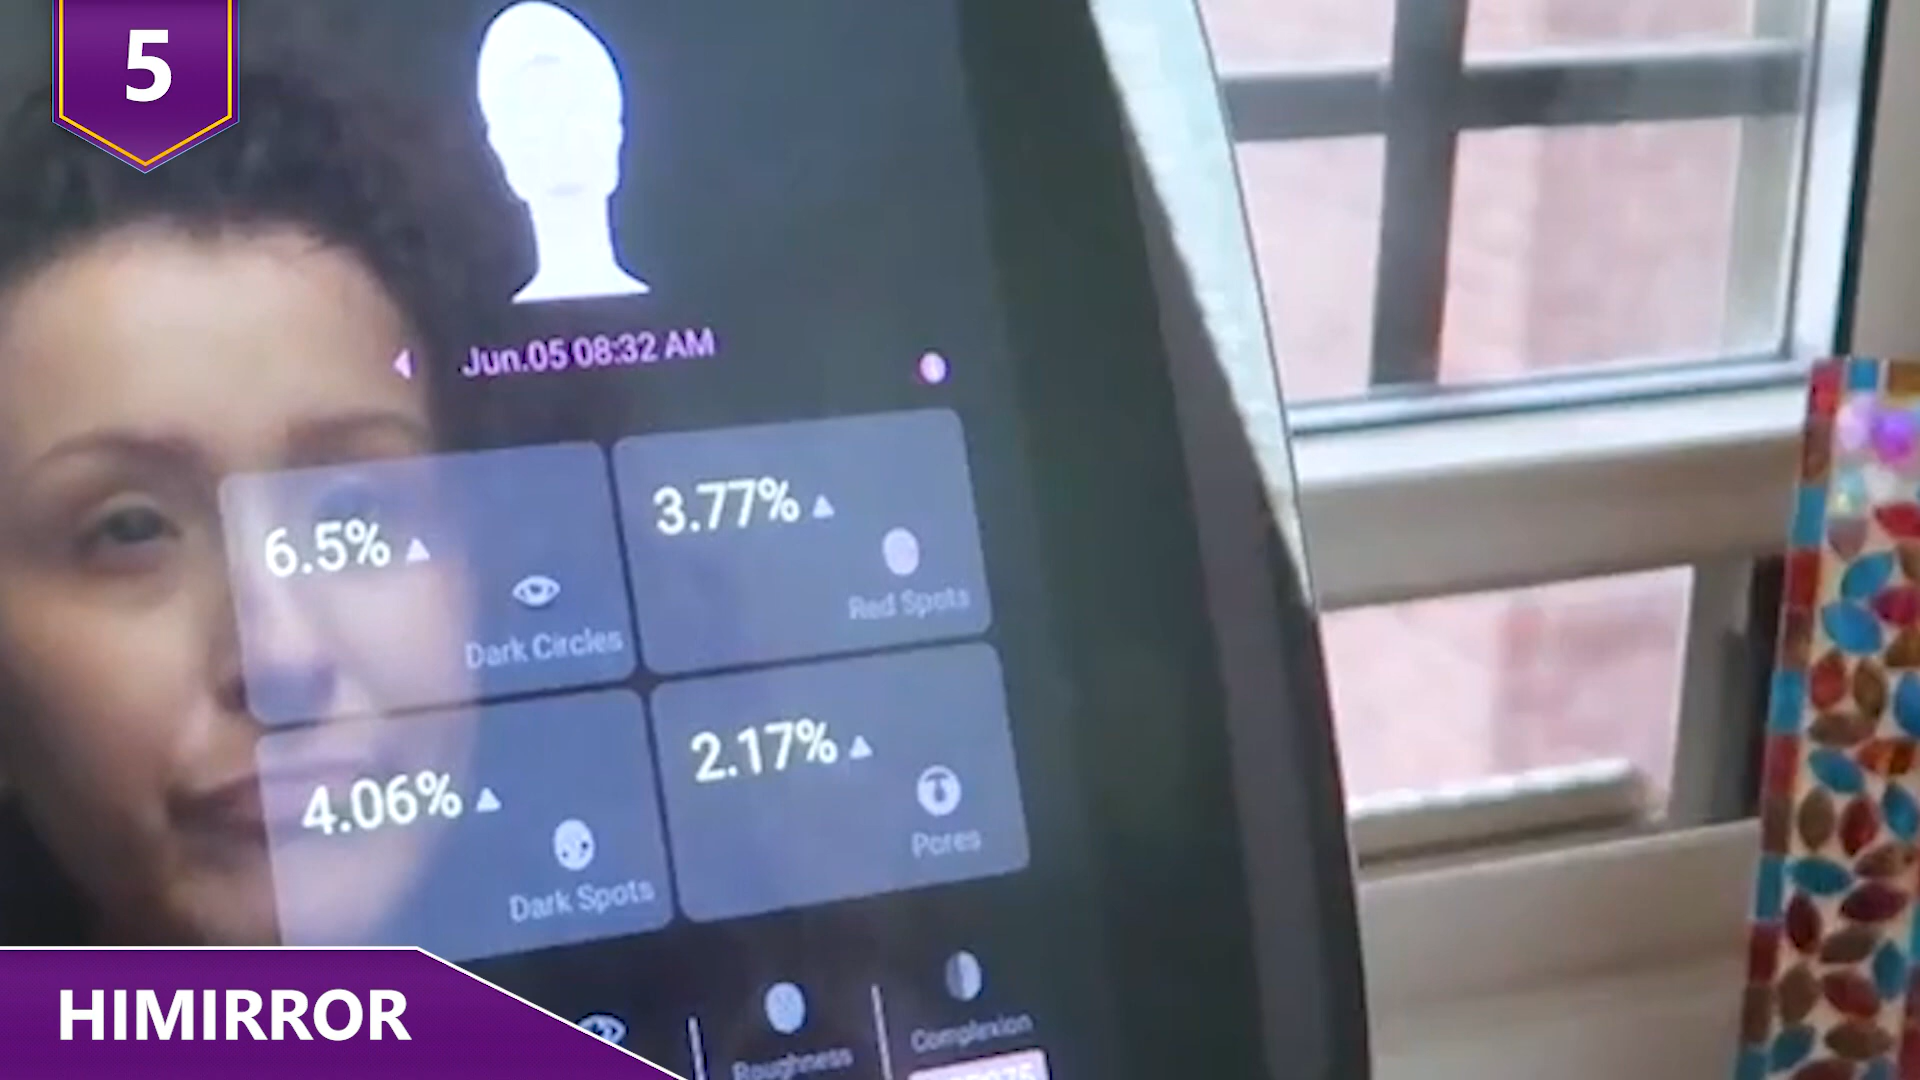 5
Jun.05 08:32 AM
6.5%
Dark Circles
3.77%
Red Spots
4.06%
Dark Spots
2.17%
Pores
Roughness
Complexion
HIMIRROR